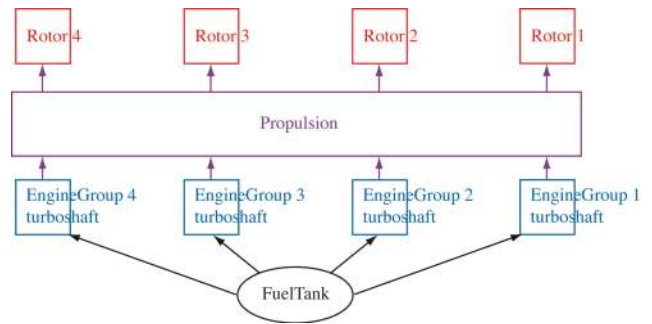 Rotor 4
Rotor 3
Rotor 2
Rotor 1
Propulsion
EngineGroup 4
turboshaft
EngineGroup 3
turboshaft
EngineGroup 2
turboshaft
EngineGroup 1
turboshaft
FuelTank